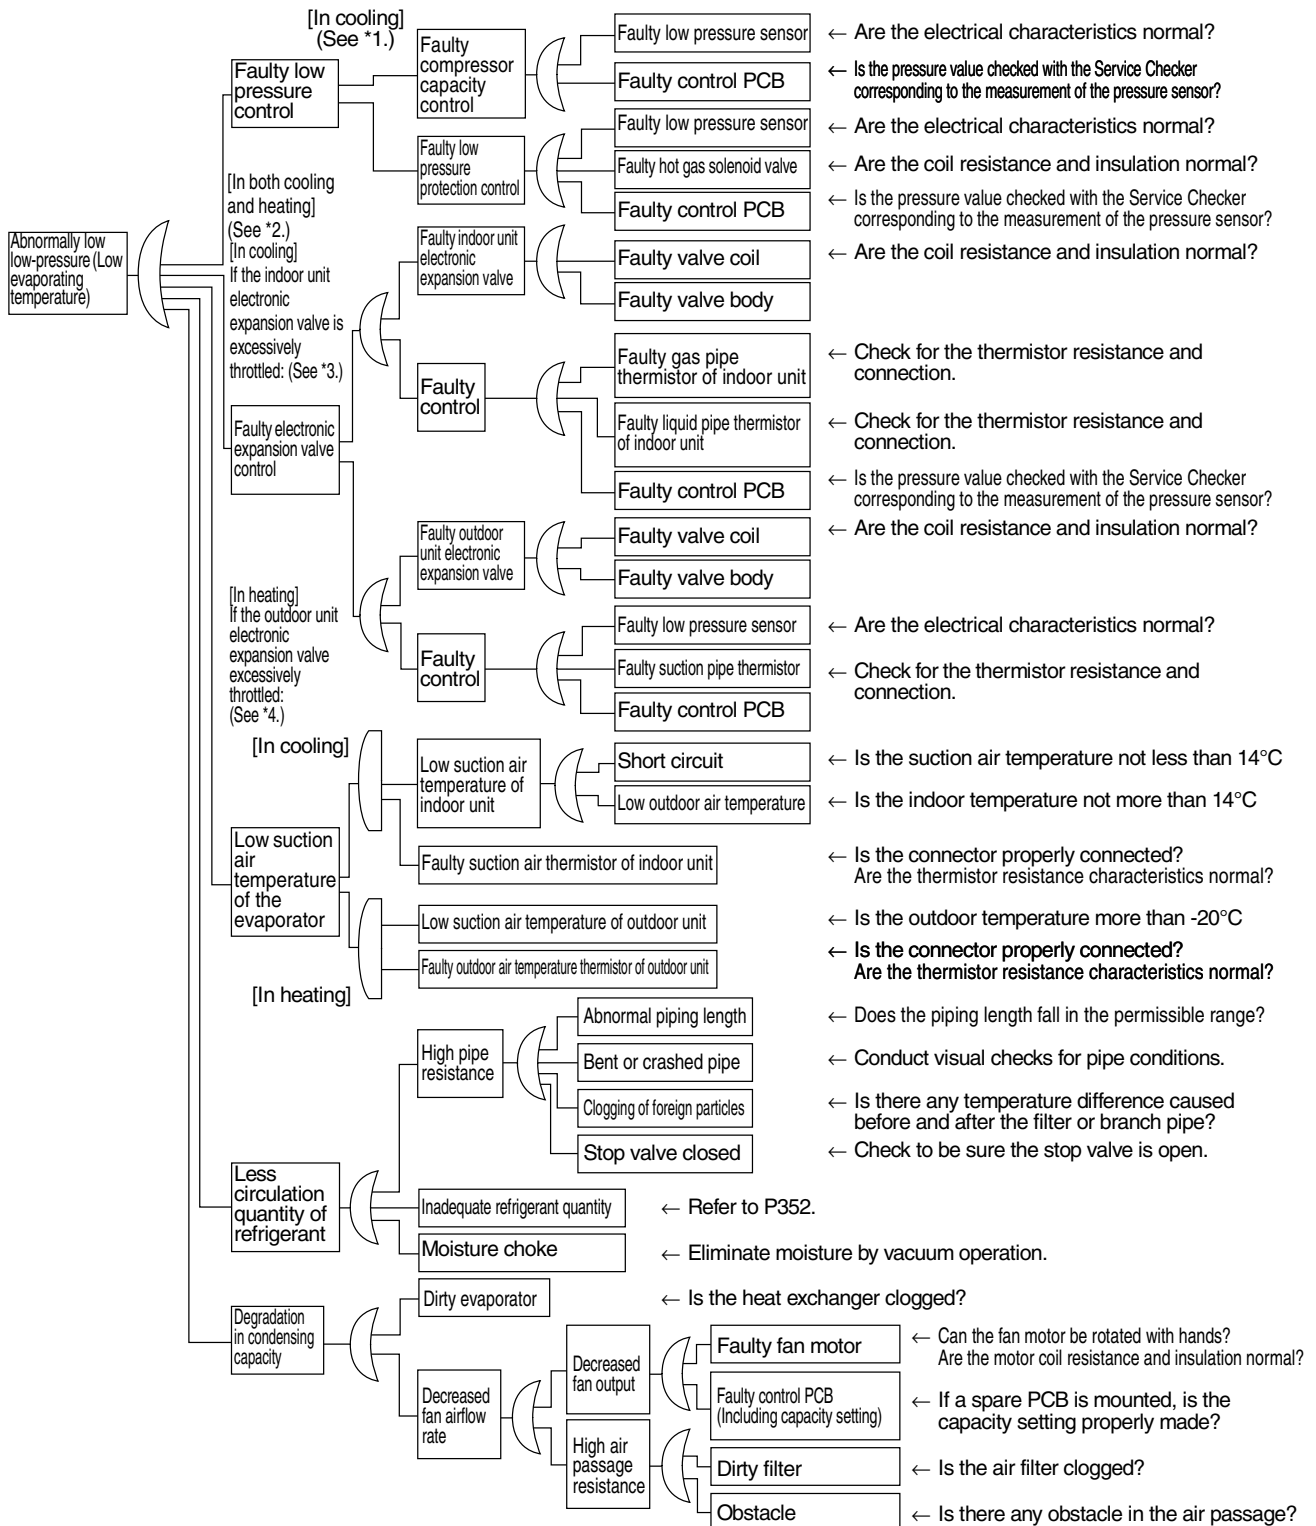 [In cooling]
(See *1.)
Faulty low
pressure
control
Faulty
compressor
capacity
control
Faulty low pressure sensor
← Are the electrical characteristics normal?
Faulty control PCB
← Is the pressure value checked with the Service Checker
corresponding to the measurement of the pressure sensor?
Faulty low
pressure
protection control
Faulty low pressure sensor
← Are the electrical characteristics normal?
Faulty hot gas solenoid valve
← Are the coil resistance and insulation normal?
Faulty control PCB
← Is the pressure value checked with the Service Checker
corresponding to the measurement of the pressure sensor?
[In both cooling
and heating]
(See *2.)
Abnormally low
low-pressure (Low
evaporating
temperature)
[In cooling]
If the indoor unit
electronic
expansion valve is
excessively
throttled: (See *3.)
Faulty indoor unit
electronic
expansion valve
Faulty valve coil
← Are the coil resistance and insulation normal?
Faulty valve body
Faulty
control
Faulty gas pipe
thermistor of indoor unit
← Check for the thermistor resistance and
connection.
Faulty liquid pipe thermistor
of indoor unit
← Check for the thermistor resistance and
connection.
Faulty control PCB
← Is the pressure value checked with the Service Checker
corresponding to the measurement of the pressure sensor?
Faulty electronic
expansion valve
control
Faulty outdoor
unit electronic
expansion valve
Faulty valve coil
← Are the coil resistance and insulation normal?
Faulty valve body
[In heating]
If the outdoor unit
electronic
expansion valve
excessively
throttled:
(See *4.)
Faulty
control
Faulty low pressure sensor
← Are the electrical characteristics normal?
Faulty suction pipe thermistor
← Check for the thermistor resistance and
connection.
Faulty control PCB
[In cooling]
Low suction air
temperature of
indoor unit
Short circuit
← Is the suction air temperature not less than 14°C
Low outdoor air temperature
← Is the indoor temperature not more than 14°C
Low suction
air
temperature
of the
evaporator
Faulty suction air thermistor of indoor unit
← Is the connector properly connected?
Are the thermistor resistance characteristics normal?
Low suction air temperature of outdoor unit
← Is the outdoor temperature more than -20°C
Faulty outdoor air temperature thermistor of outdoor unit
← Is the connector properly connected?
Are the thermistor resistance characteristics normal?
[In heating]
High pipe
resistance
Abnormal piping length
← Does the piping length fall in the permissible range?
Bent or crashed pipe
← Conduct visual checks for pipe conditions.
Clogging of foreign particles
← Is there any temperature difference caused
before and after the filter or branch pipe?
Stop valve closed
← Check to be sure the stop valve is open.
Less
circulation
quantity of
refrigerant
Inadequate refrigerant quantity
← Refer to P352.
Moisture choke
← Eliminate moisture by vacuum operation.
Degradation
in condensing
capacity
Dirty evaporator
← Is the heat exchanger clogged?
Decreased
fan airflow
rate
Decreased
fan output
Faulty fan motor
← Can the fan motor be rotated with hands?
Are the motor coil resistance and insulation normal?
Faulty control PCB
(Including capacity setting)
← If a spare PCB is mounted, is the
capacity setting properly made?
High air
passage
resistance
Dirty filter
← Is the air filter clogged?
Obstacle
← Is there any obstacle in the air passage?